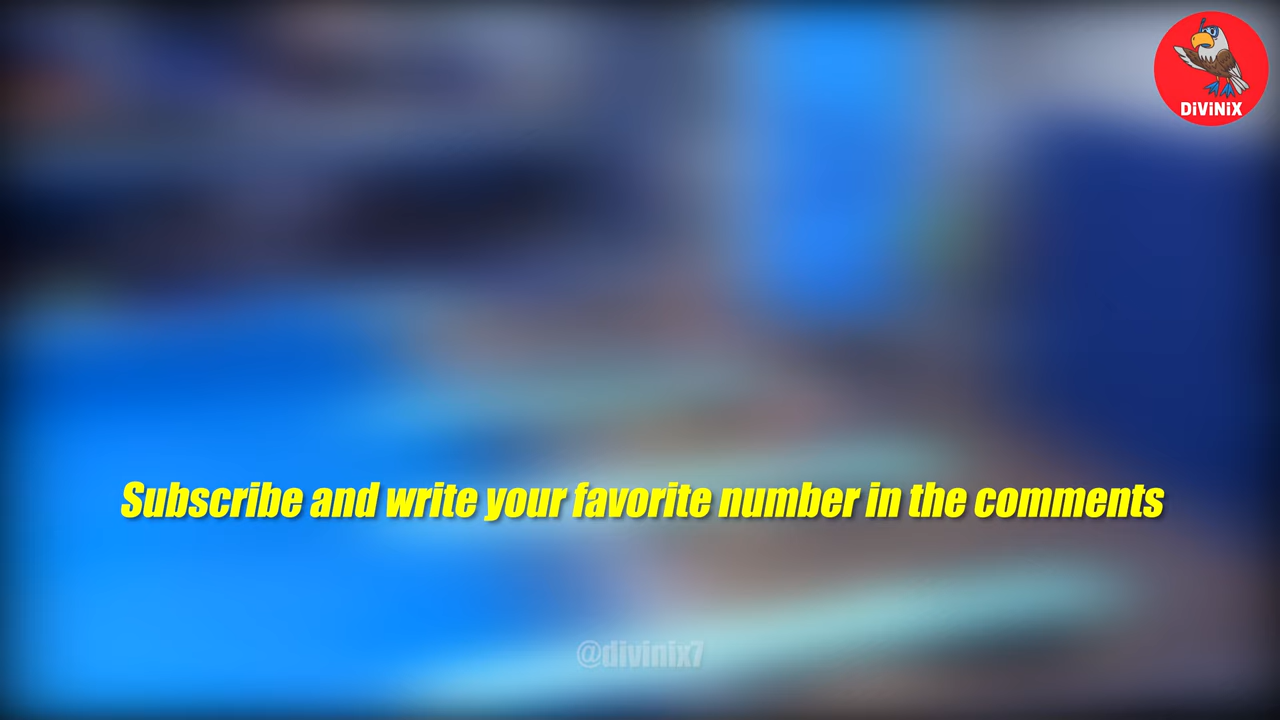 DiViNiX
Subscribe and write your favorite number in the comments
@divinix7